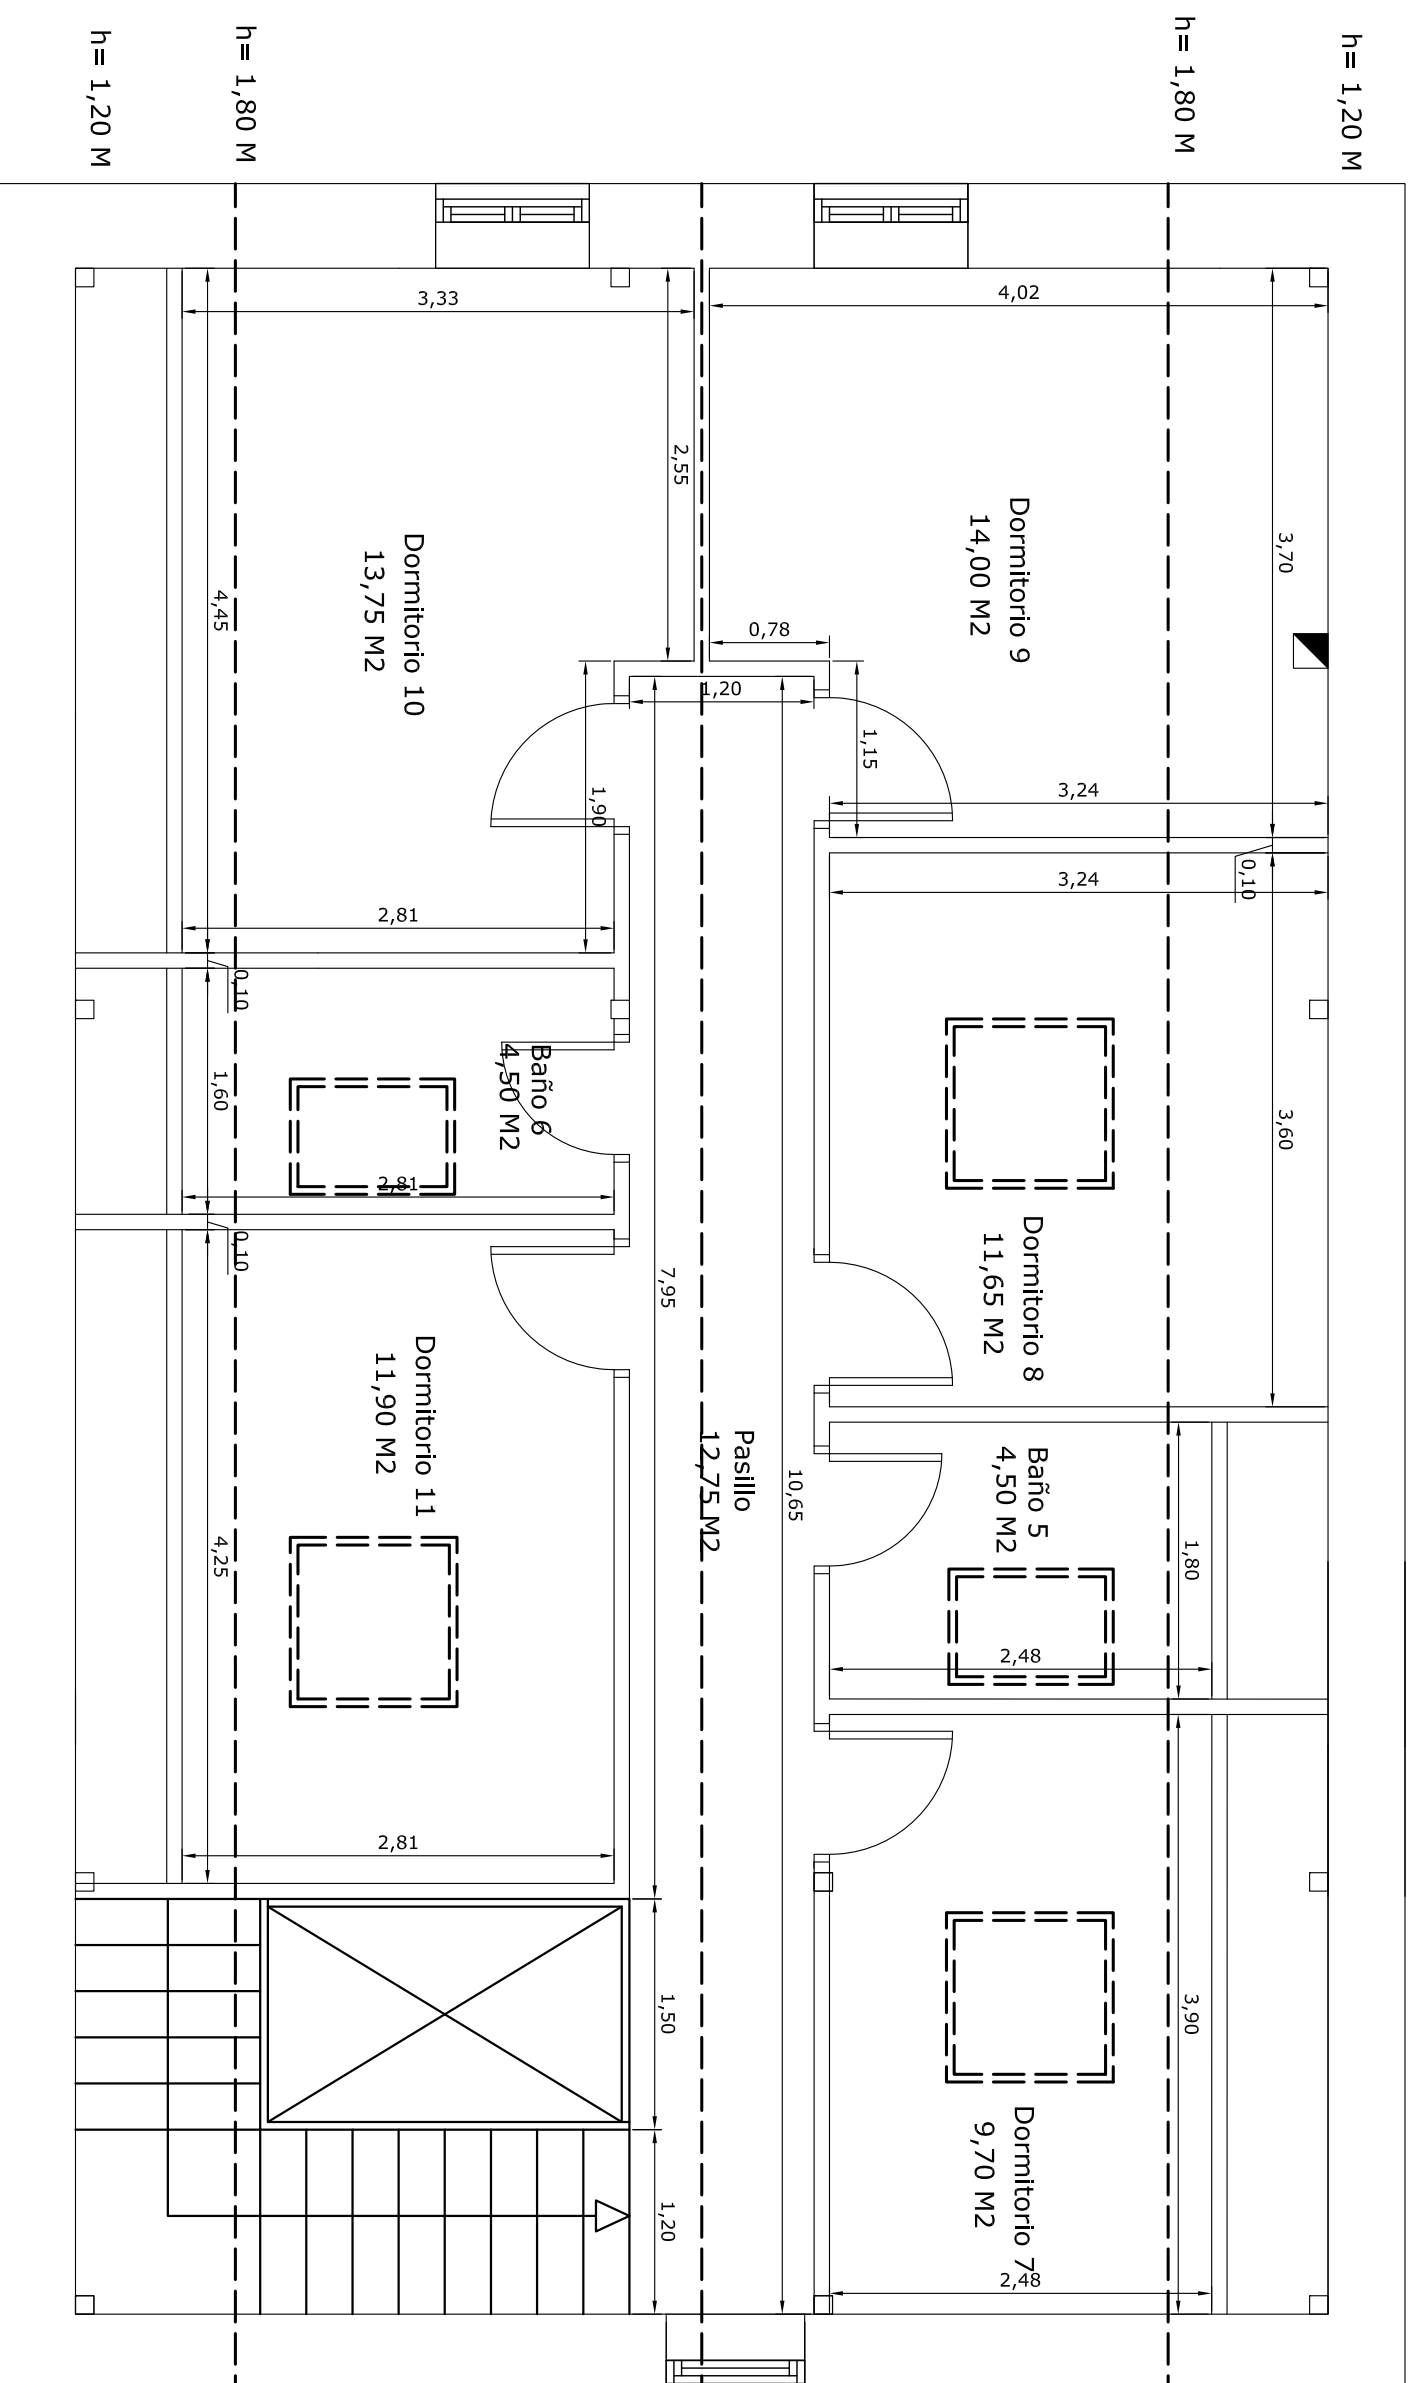 h= 1,20 M
h= 1,80 M
h= 1,80 M
h= 1,20 M
3,33
4,02
2,55
3,70
Dormitorio 9
14,00 M2
Dormitorio 10
13,75 M2
4,45
0,78
1,20
1,15
1,90
3,24
3,24
0,10
2,81
0,10
1,60
Baño 6
4,50 M2
3,60
2,81
0,10
7,95
Dormitorio 8
11,65 M2
Dormitorio 11
11,90 M2
Pasillo
12,75 M2
10,65
Baño 5
4,50 M2
1,80
4,25
2,48
2,81
1,50
3,90
Dormitorio 7
9,70 M2
1,20
2,48